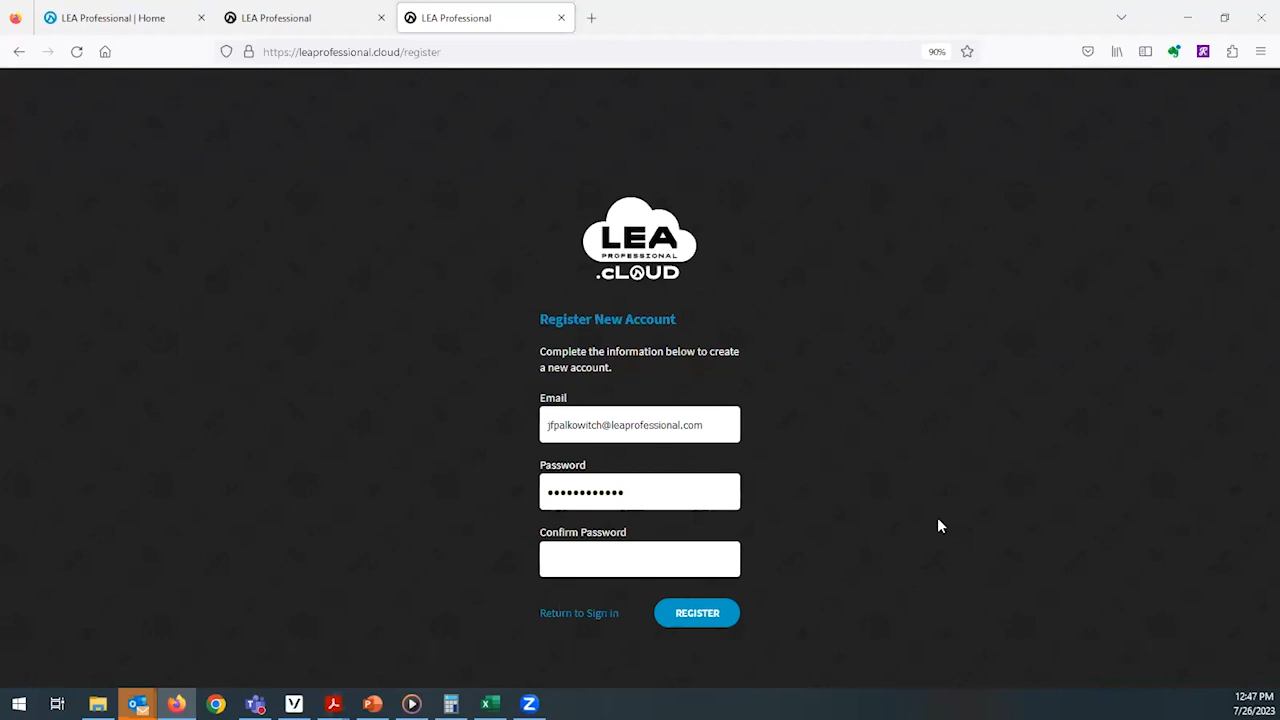 LEA Professional | Home
LEA Professional
LEA Professional
https://leaprofessional.cloud/register
90%
LEA
PROFESSIONAL
.CLOUD
Register New Account
Complete the information below to create
a new account.
Email
jfpalkowitch@leaprofessional.com
Password
••••••••••••
Confirm Password
Return to Sign in
REGISTER
12:47 PM
7/26/2023